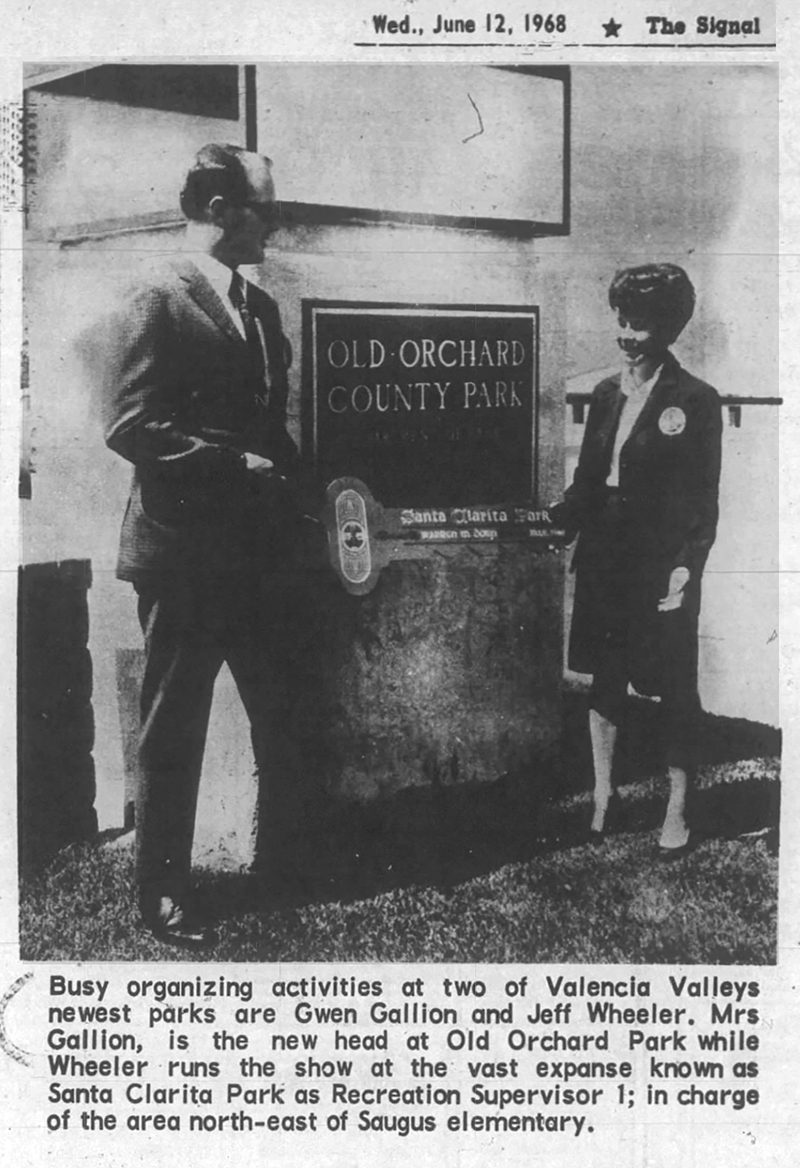 Wed., June 12, 1968 ★ The Signal
OLD·ORCHARD
COUNTY PARK
Santa Clarita Park
WARREN M. DORN
Busy organizing activities at two of Valencia Valleys
newest parks are Gwen Gallion and Jeff Wheeler. Mrs
Gallion, is the new head at Old Orchard Park while
Wheeler runs the show at the vast expanse known as
Santa Clarita Park as Recreation Supervisor 1; in charge
of the area north-east of Saugus elementary.